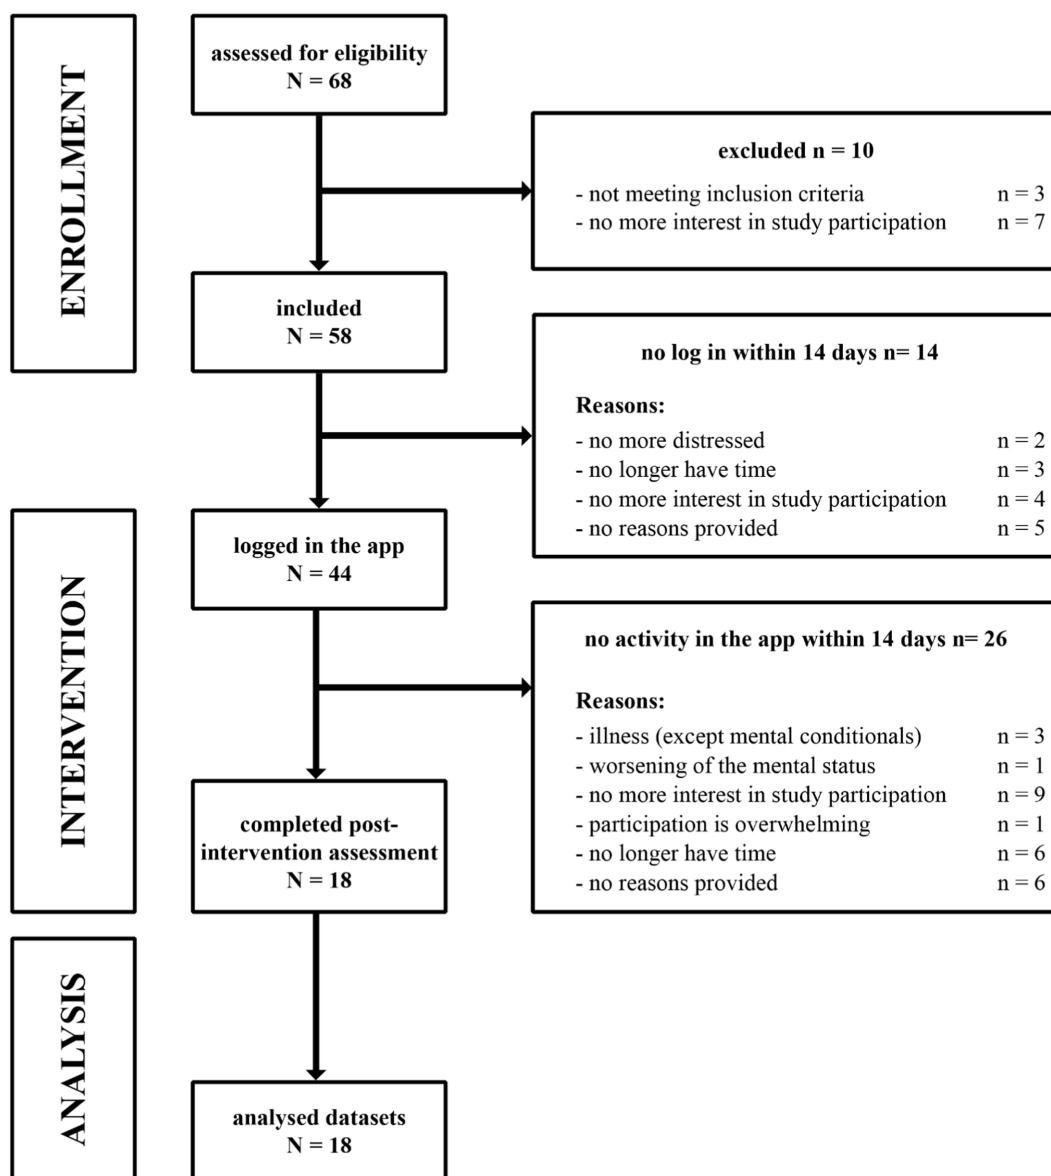 ENROLLMENT
assessed for eligibility
N = 68
excluded n = 10
- not meeting inclusion criteria n = 3
- no more interest in study participation n = 7
included
N = 58
no log in within 14 days n= 14
Reasons:
- no more distressed n = 2
- no longer have time n = 3
- no more interest in study participation n = 4
- no reasons provided n = 5
INTERVENTION
logged in the app
N = 44
no activity in the app within 14 days n= 26
Reasons:
- illness (except mental conditionals) n = 3
- worsening of the mental status n = 1
- no more interest in study participation n = 9
- participation is overwhelming n = 1
- no longer have time n = 6
- no reasons provided n = 6
completed post-
intervention assessment
N = 18
ANALYSIS
analysed datasets
N = 18